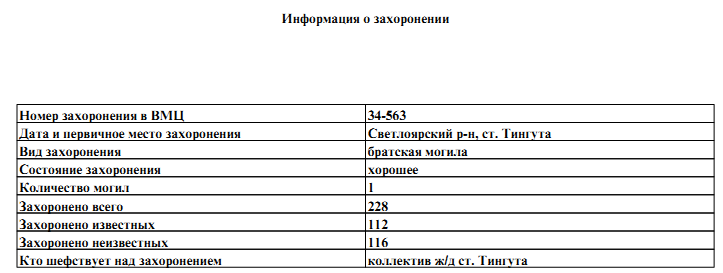 Информация о захоронении
Номер захоронения в ВМЦ 34-563
Дата и первичное место захоронения Светлоярский р-н, ст. Тингута
Вид захоронения братская могила
Состояние захоронения хорошее
Количество могил 1
Захоронено всего 228
Захоронено известных 112
Захоронено неизвестных 116
Кто шефствует над захоронением коллектив ж/д ст. Тингута